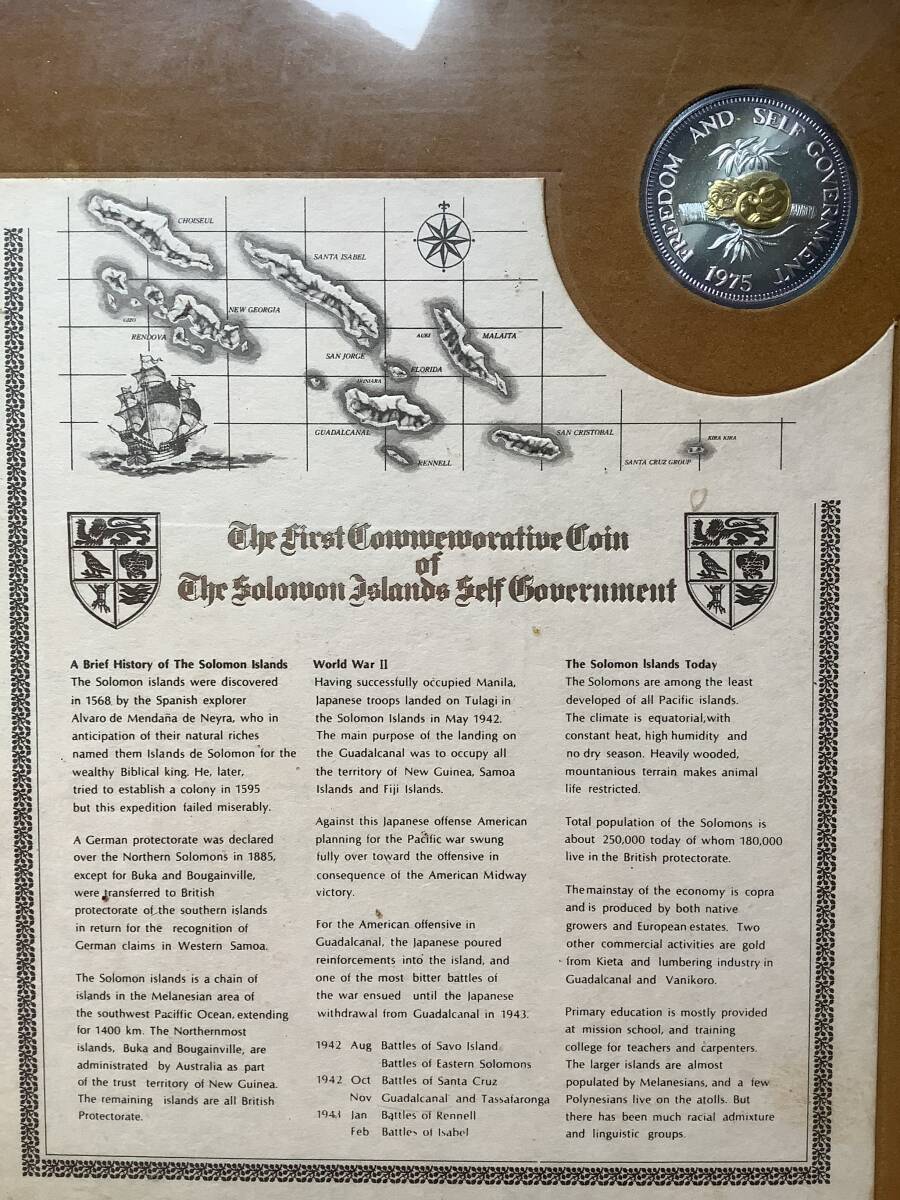 FREEDOM AND SELF GOVERNMENT
1975
CHOISEUL
SANTA ISABEL
NEW GEORGIA
GIZO
RENDOVA
AUKI
MALAITA
SAN JORGE
FLORIDA
HONIARA
GUADALCANAL
SAN CRISTOBAL
KIRA KIRA
RENNELL
SANTA CRUZ GROUP
The First Commemorative Coin
of
The Solomon Islands Self Government
A Brief History of The Solomon Islands
The Solomon islands were discovered
in 1568 by the Spanish explorer
Alvaro de Mendaña de Neyra, who in
anticipation of their natural riches
named them Islands de Solomon for the
wealthy Biblical king. He, later,
tried to establish a colony in 1595
but this expedition failed miserably.
A German protectorate was declared
over the Northern Solomons in 1885,
except for Buka and Bougainville,
were transferred to British
protectorate of the southern islands
in return for the recognition of
German claims in Western Samoa.
The Solomon islands is a chain of
islands in the Melanesian area of
the southwest Paciffic Ocean, extending
for 1400 km. The Northernmost
islands, Buka and Bougainville, are
administrated by Australia as part
of the trust territory of New Guinea.
The remaining islands are all British
Protectorate.
World War II
Having successfully occupied Manila,
Japanese troops landed on Tulagi in
the Solomon Islands in May 1942.
The main purpose of the landing on
the Guadalcanal was to occupy all
the territory of New Guinea, Samoa
Islands and Fiji Islands.
Against this Japanese offense American
planning for the Pacific war swung
fully over toward the offensive in
consequence of the American Midway
victory.
For the American offensive in
Guadalcanal, the Japanese poured
reinforcements into the island, and
one of the most bitter battles of
the war ensued until the Japanese
withdrawal from Guadalcanal in 1943.
1942 Aug Battles of Savo Island
Battles of Eastern Solomons
1942 Oct Battles of Santa Cruz
Nov Guadalcanal and Tassafaronga
1943 Jan Battles of Rennell
Feb Battles of Isabel
The Solomon Islands Today
The Solomons are among the least
developed of all Pacific islands.
The climate is equatorial, with
constant heat, high humidity and
no dry season. Heavily wooded,
mountanious terrain makes animal
life restricted.
Total population of the Solomons is
about 250,000 today of whom 180,000
live in the British protectorate.
The mainstay of the economy is copra
and is produced by both native
growers and European estates. Two
other commercial activities are gold
from Kieta and lumbering industry in
Guadalcanal and Vanikoro.
Primary education is mostly provided
at mission school, and training
college for teachers and carpenters.
The larger islands are almost
populated by Melanesians, and a few
Polynesians live on the atolls. But
there has been much racial admixture
and linguistic groups.